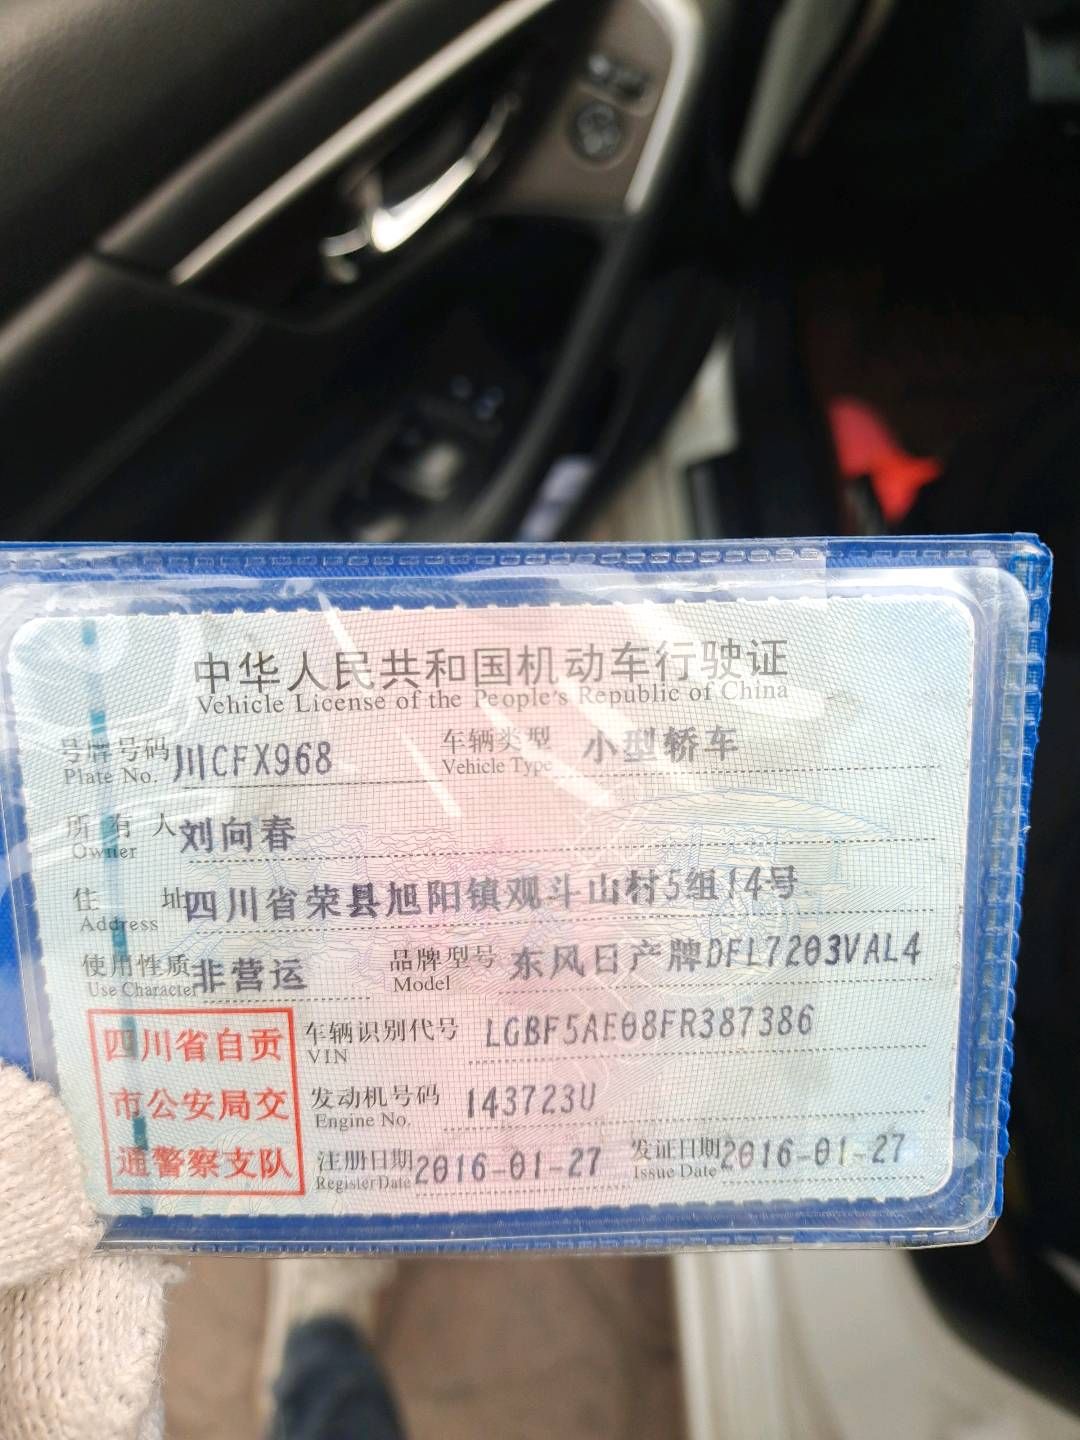 中华人民共和国机动车行驶证
Vehicle License of the People's Republic of China
号牌号码 川CFX968 车辆类型 小型轿车
Plate No. Vehicle Type
所有人 刘向春
Owner
住址 四川省荣县旭阳镇观斗山村5组14号
Address
使用性质 非营运 品牌型号 东风日产牌DFL7203VAL4
Use Character Model
四川省自贡
市公安局交
通警察支队
车辆识别代号 LGBF5AE08FR387386
VIN
发动机号码 143723U
Engine No.
注册日期 2016-01-27 发证日期 2016-01-27
Register Date Issue Date